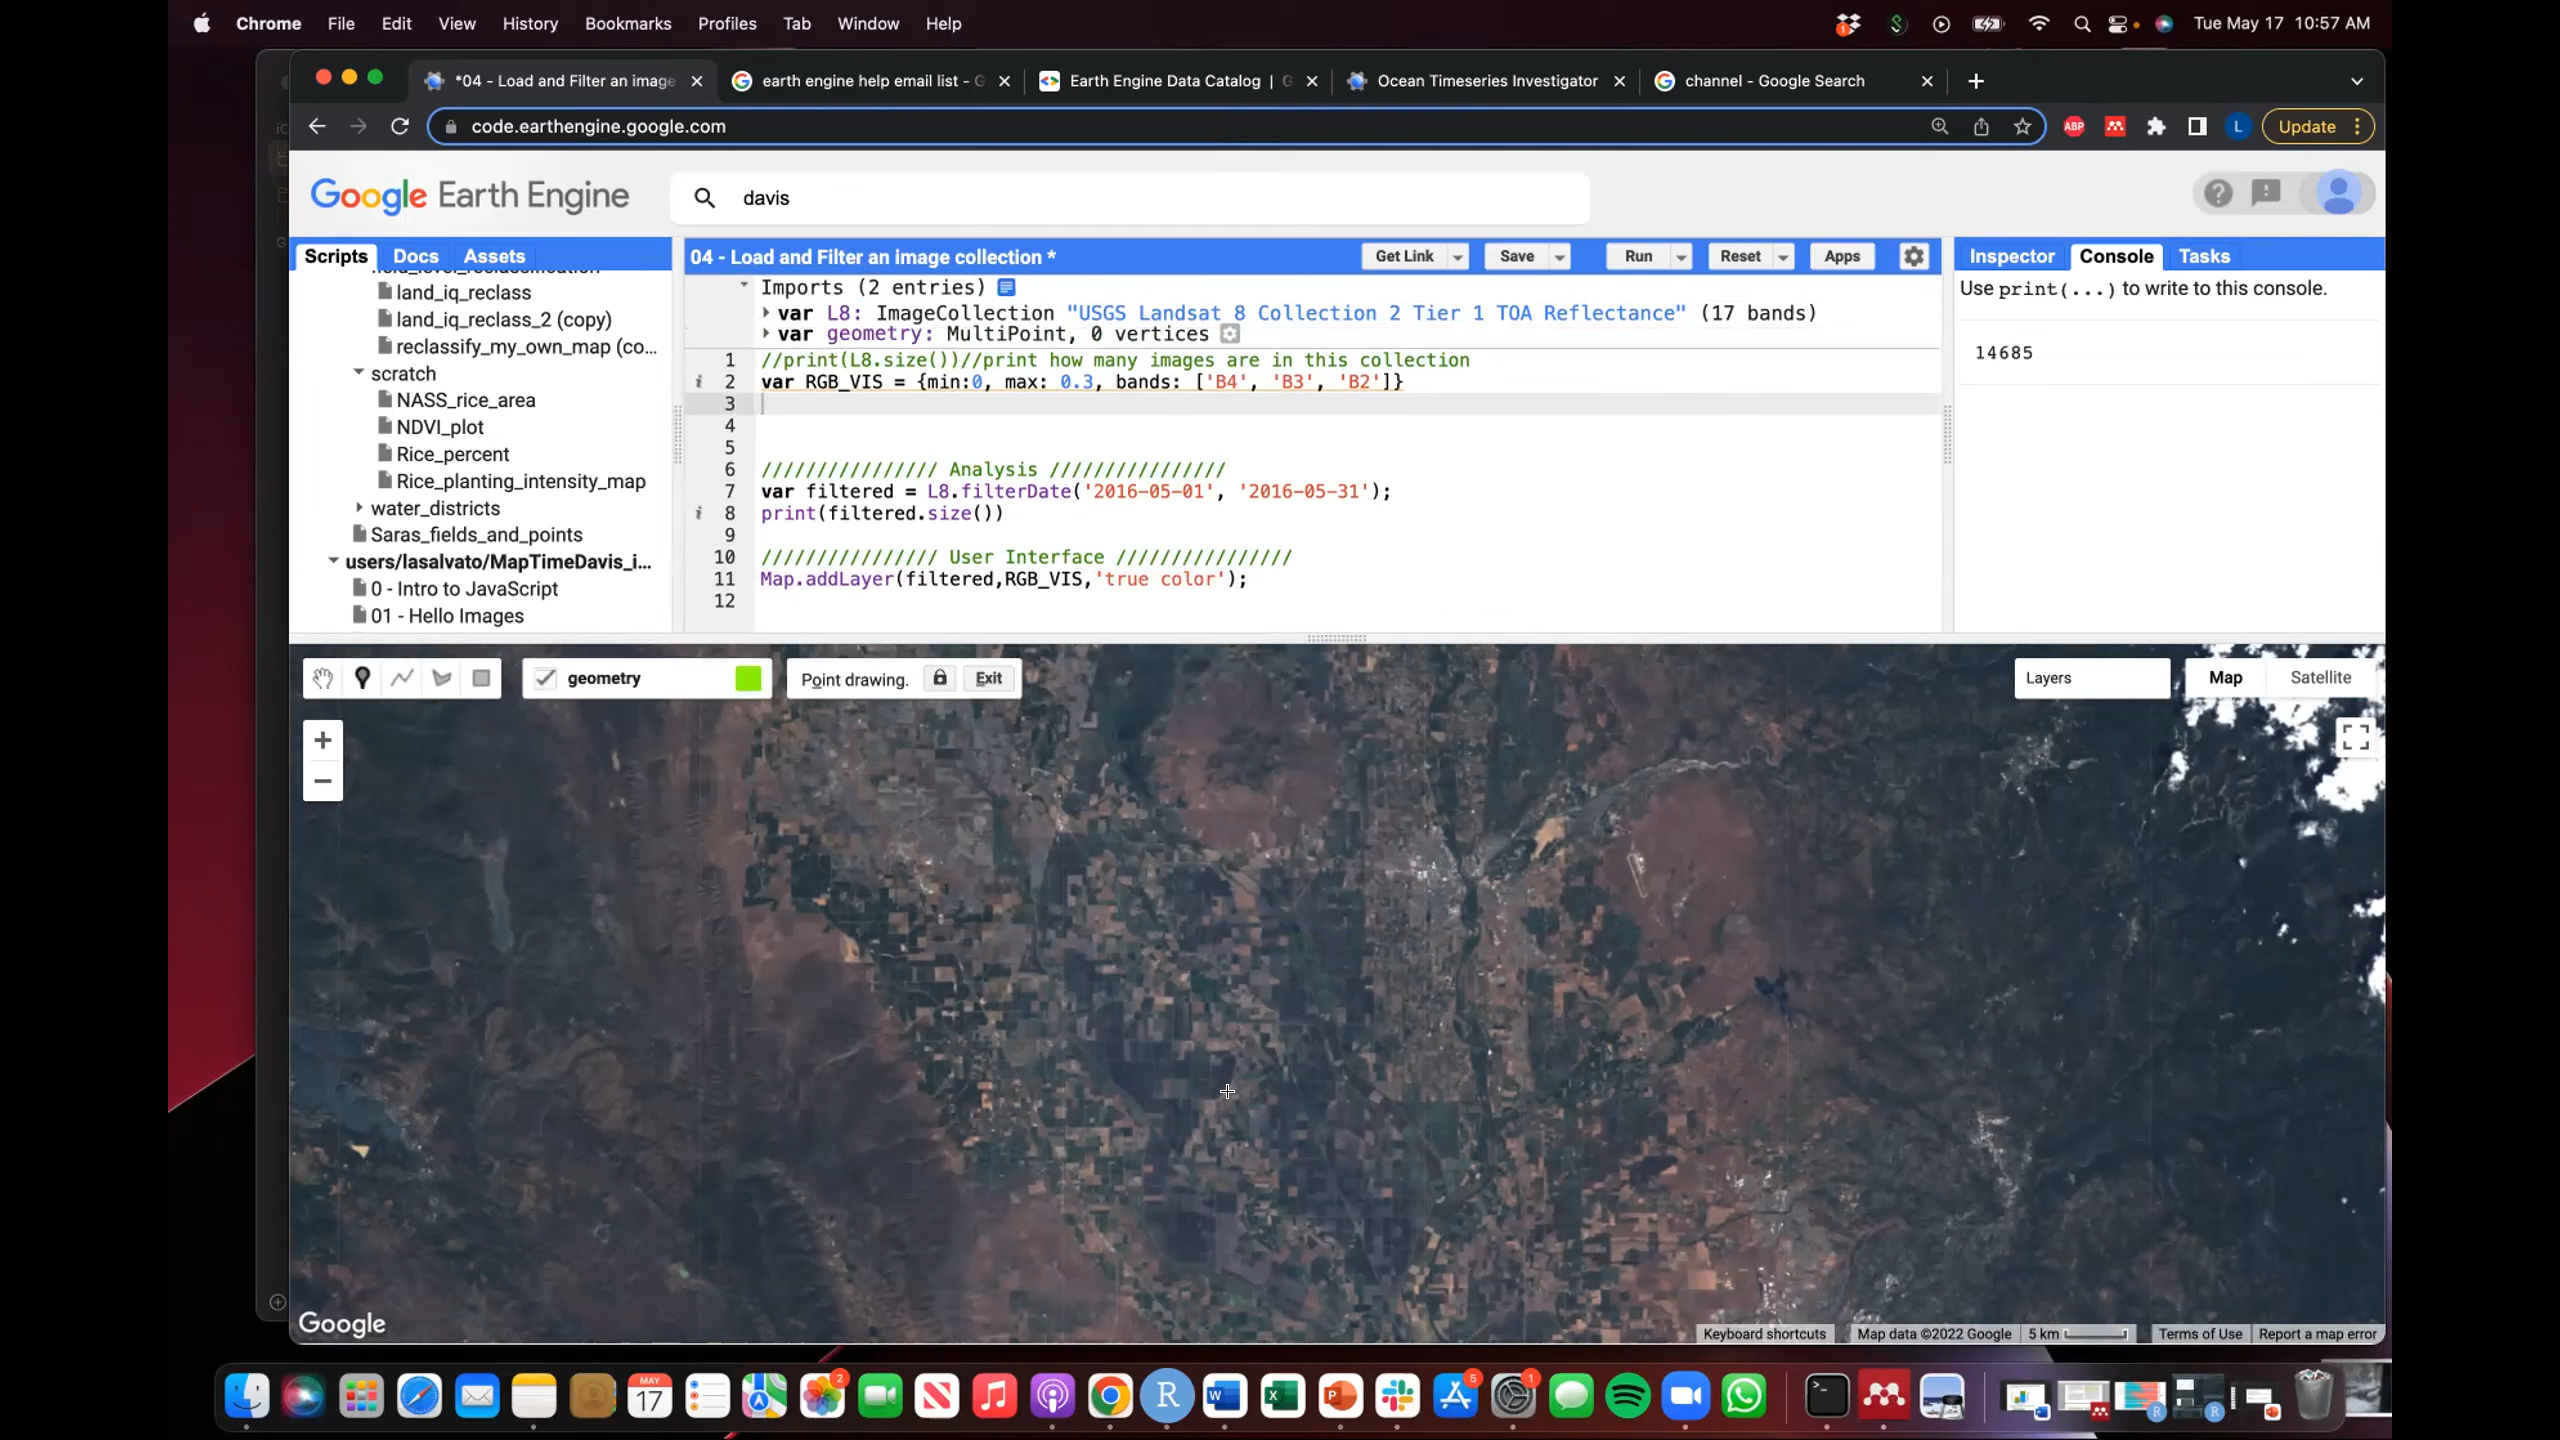 Chrome File Edit View History Bookmarks Profiles Tab Window Help
Tue May 17 10:57 AM
*04 - Load and Filter an image
earth engine help email list - G
Earth Engine Data Catalog | G
Ocean Timeseries Investigator
channel - Google Search
code.earthengine.google.com
ABP
L
Update
Google Earth Engine
davis
Scripts Docs Assets
land_iq_reclass
land_iq_reclass_2 (copy)
reclassify_my_own_map (co...
scratch
NASS_rice_area
NDVI_plot
Rice_percent
Rice_planting_intensity_map
water_districts
Saras_fields_and_points
users/lasalvato/MapTimeDavis_i...
0 - Intro to JavaScript
01 - Hello Images
04 - Load and Filter an image collection *
Get Link Save Run Reset Apps
Imports (2 entries)
var L8: ImageCollection "USGS Landsat 8 Collection 2 Tier 1 TOA Reflectance" (17 bands)
var geometry: MultiPoint, 0 vertices
1 //print(L8.size())//print how many images are in this collection
i 2 var RGB_VIS = {min:0, max: 0.3, bands: ['B4', 'B3', 'B2']}
3
4
5
6 //////////////// Analysis ////////////////
7 var filtered = L8.filterDate('2016-05-01', '2016-05-31');
i 8 print(filtered.size())
9
10 //////////////// User Interface ////////////////
11 Map.addLayer(filtered,RGB_VIS,'true color');
12
Inspector Console Tasks
Use print(...) to write to this console.
14685
geometry
Point drawing. Exit
Layers
Map Satellite
+
−
Google
Keyboard shortcuts Map data ©2022 Google 5 km Terms of Use Report a map error
2
MAY
17
R
W
X
P
5
1